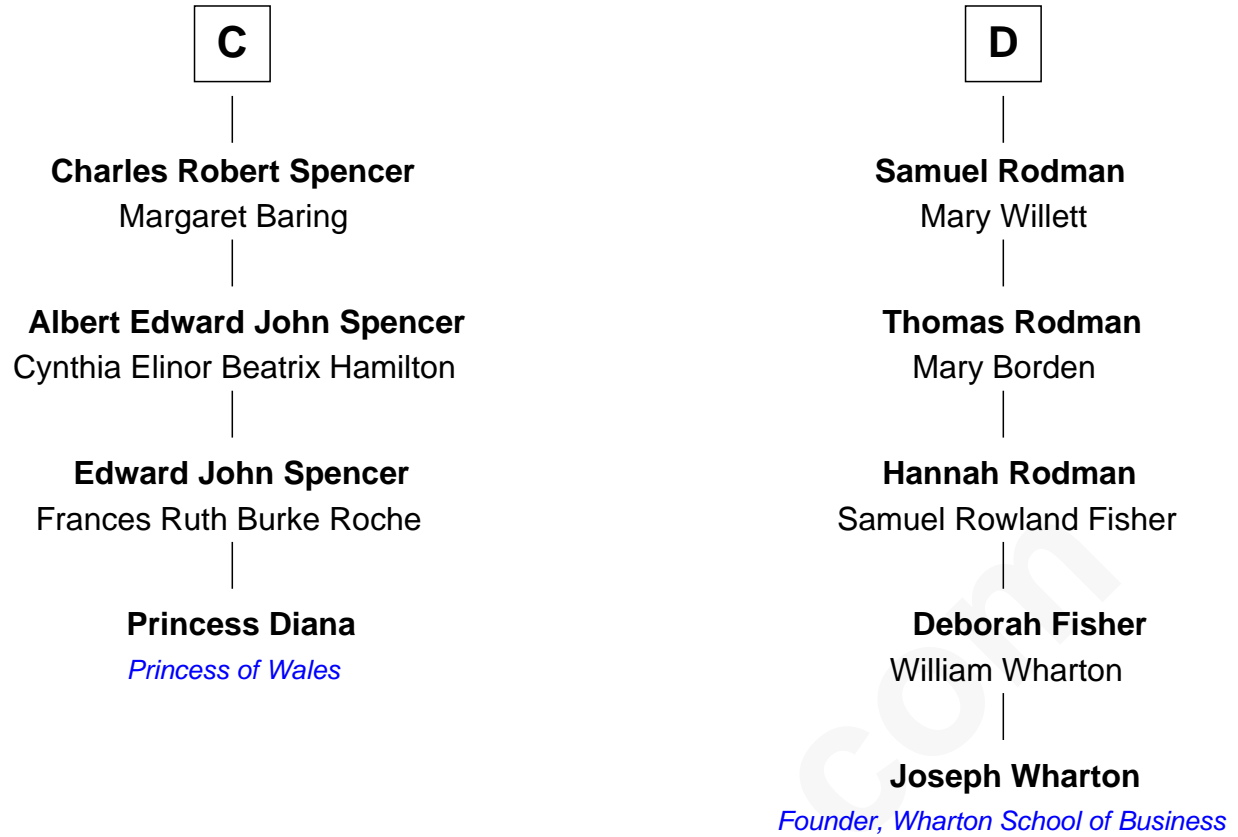 C
Charles Robert Spencer
Margaret Baring
Albert Edward John Spencer
Cynthia Elinor Beatrix Hamilton
Edward John Spencer
Frances Ruth Burke Roche
Princess Diana
Princess of Wales
D
Samuel Rodman
Mary Willett
Thomas Rodman
Mary Borden
Hannah Rodman
Samuel Rowland Fisher
Deborah Fisher
William Wharton
Joseph Wharton
Founder, Wharton School of Business
com